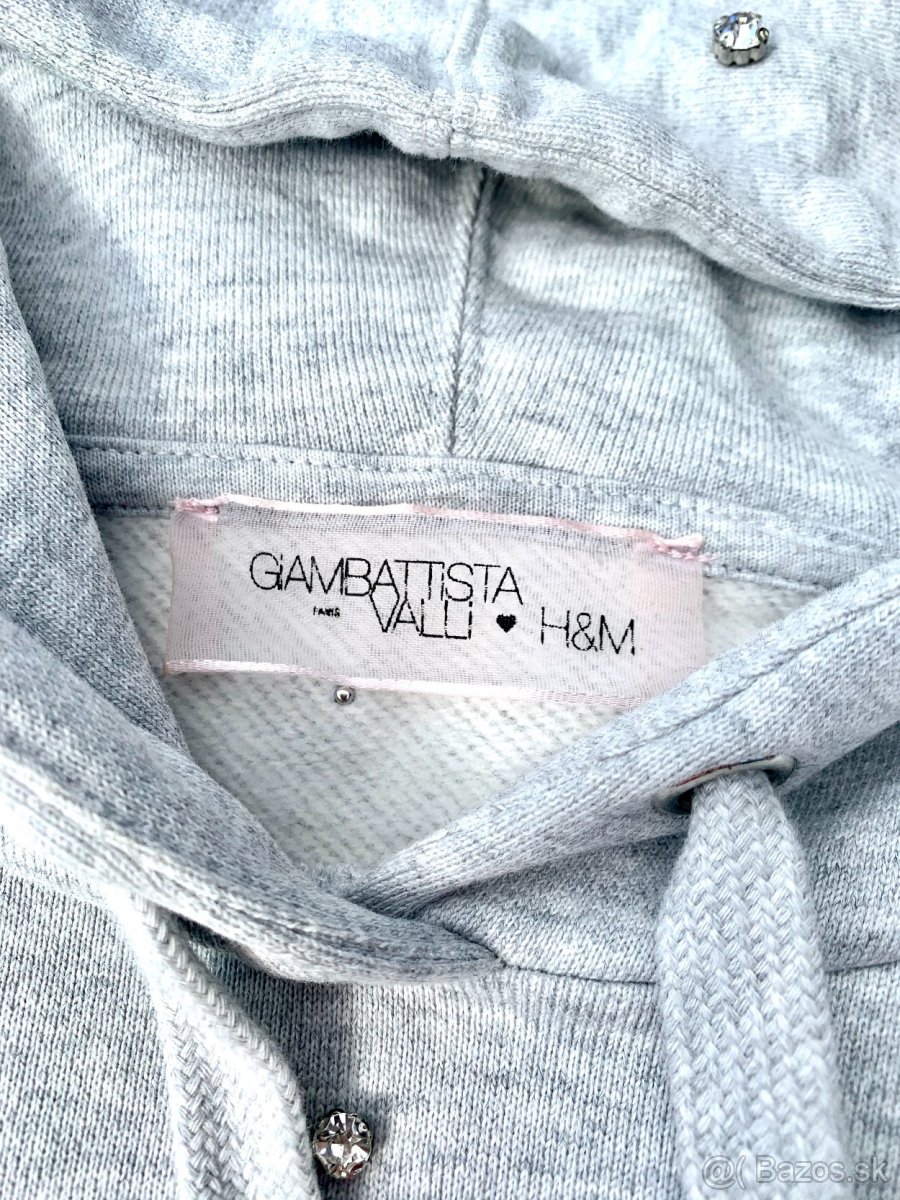 GiAMBATTiSTA
PARIS VALLi ♥ H&M
@( Bazos.sk